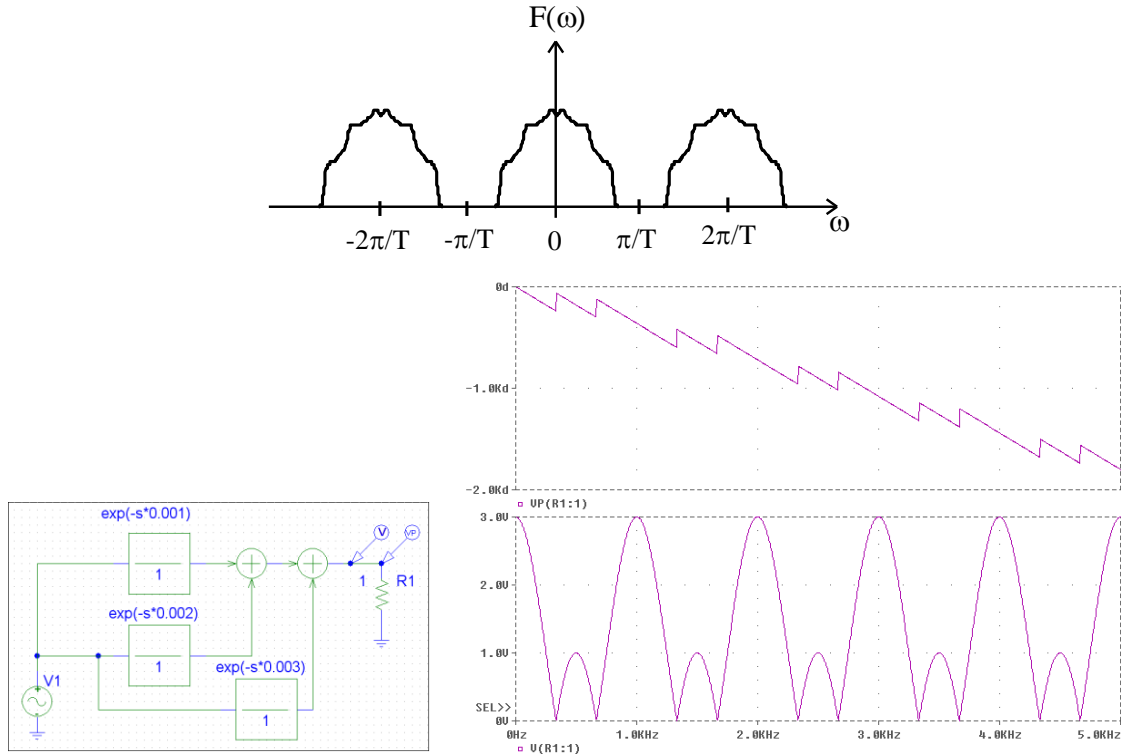 F(ω)
-2π/T -π/T 0 π/T 2π/T ω
0d
-1.0Kd
-2.0Kd
VP(R1:1)
3.0V
2.0V
1.0V
SEL>>
0V
0HZ 1.0KHZ 2.0KHZ 3.0KHZ 4.0KHZ 5.0KHZ
V(R1:1)
exp(-s*0.001)
1
V VP
1 R1
exp(-s*0.002)
1
exp(-s*0.003)
1
V1